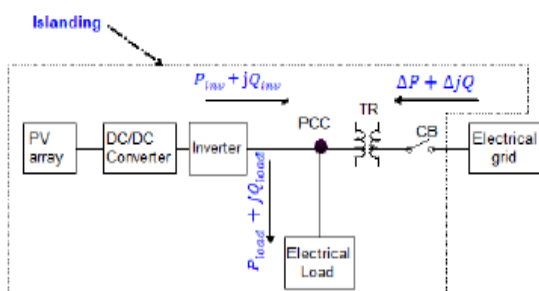 Islanding
P_inv + jQ_inv
ΔP + ΔjQ
PV
array
DC/DC
Converter
Inverter
PCC
TR
CB
Electrical
grid
P_load + jQ_load
Electrical
Load